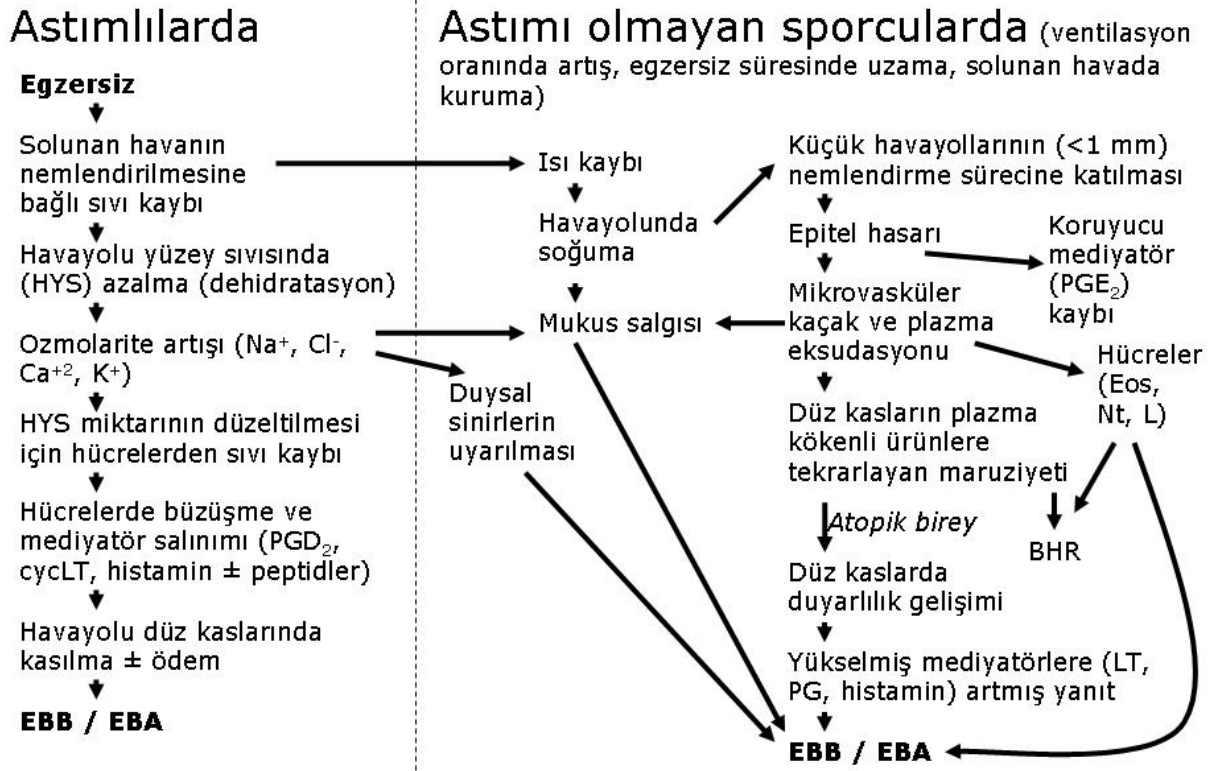 Astımlılarda
Egzersiz
Solunan havanın
nemlendirilmesine
bağlı sıvı kaybı
Havayolu yüzey sıvısında
(HYS) azalma (dehidratasyon)
Ozmolarite artışı (Na⁺, Cl⁻,
Ca⁺², K⁺)
HYS miktarının düzeltilmesi
için hücrelerden sıvı kaybı
Hücrelerde büzüşme ve
mediyatör salınımı (PGD₂,
cycLT, histamin ± peptidler)
Havayolu düz kaslarında
kasılma ± ödem
EBB / EBA
Astımı olmayan sporcularda (ventilasyon
oranında artış, egzersiz süresinde uzama, solunan havada
kuruma)
Isı kaybı
Havayolunda
soğuma
Mukus salgısı
Duysal
sinirlerin
uyarılması
Küçük havayollarının (<1 mm)
nemlendirme sürecine katılması
Epitel hasarı
Koruyucu
mediyatör
(PGE₂)
kaybı
Mikrovasküler
kaçak ve plazma
eksudasyonu
Hücreler
(Eos,
Nt, L)
Düz kasların plazma
kökenli ürünlere
tekrarlayan maruziyeti
Atopik birey
BHR
Düz kaslarda
duyarlılık gelişimi
Yükselmiş mediyatörlere (LT,
PG, histamin) artmış yanıt
EBB / EBA